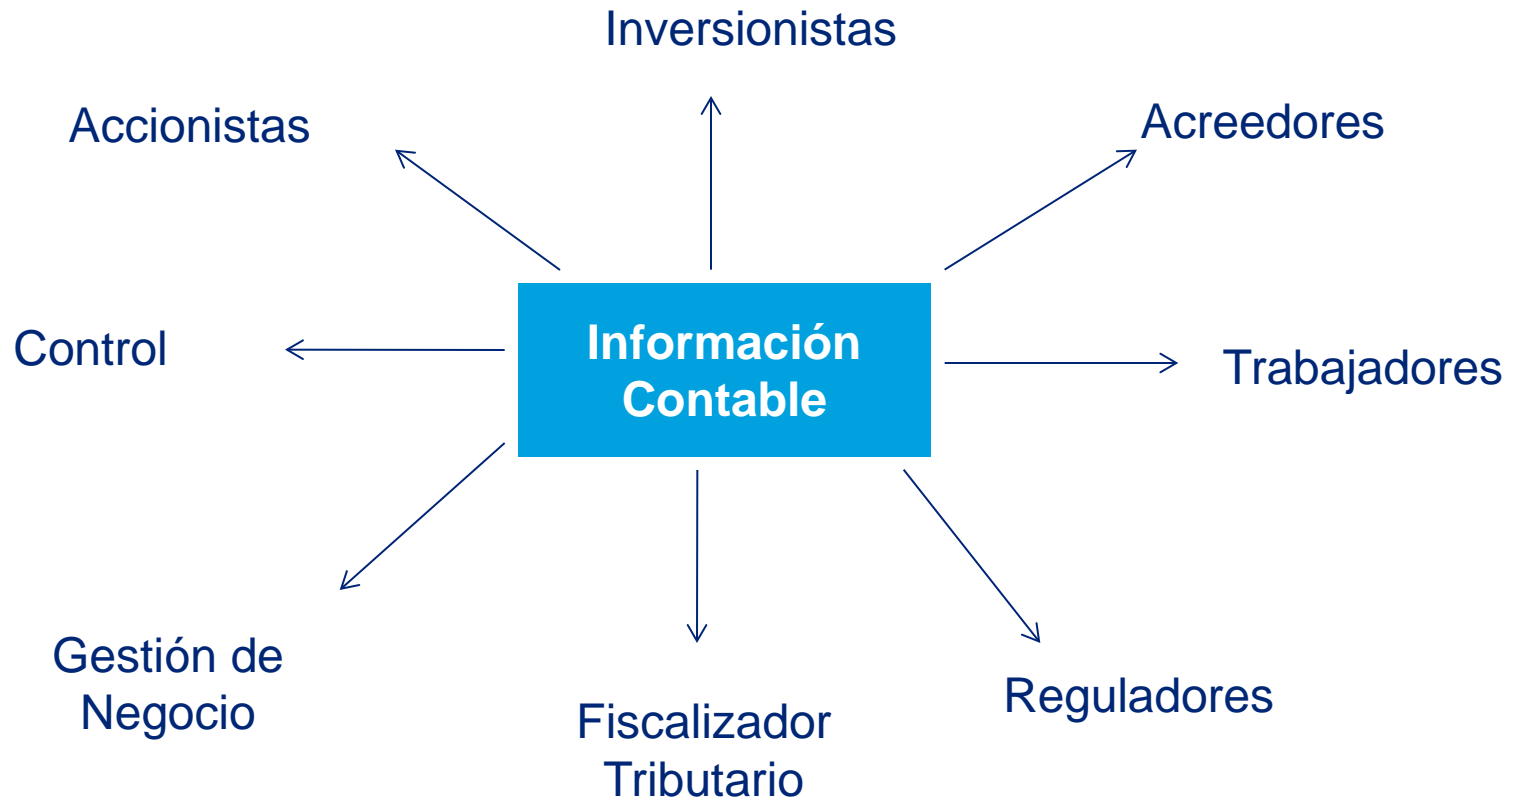 Inversionistas
Accionistas
Acreedores
Información
Contable
Control
Trabajadores
Gestión de
Negocio
Fiscalizador
Tributario
Reguladores